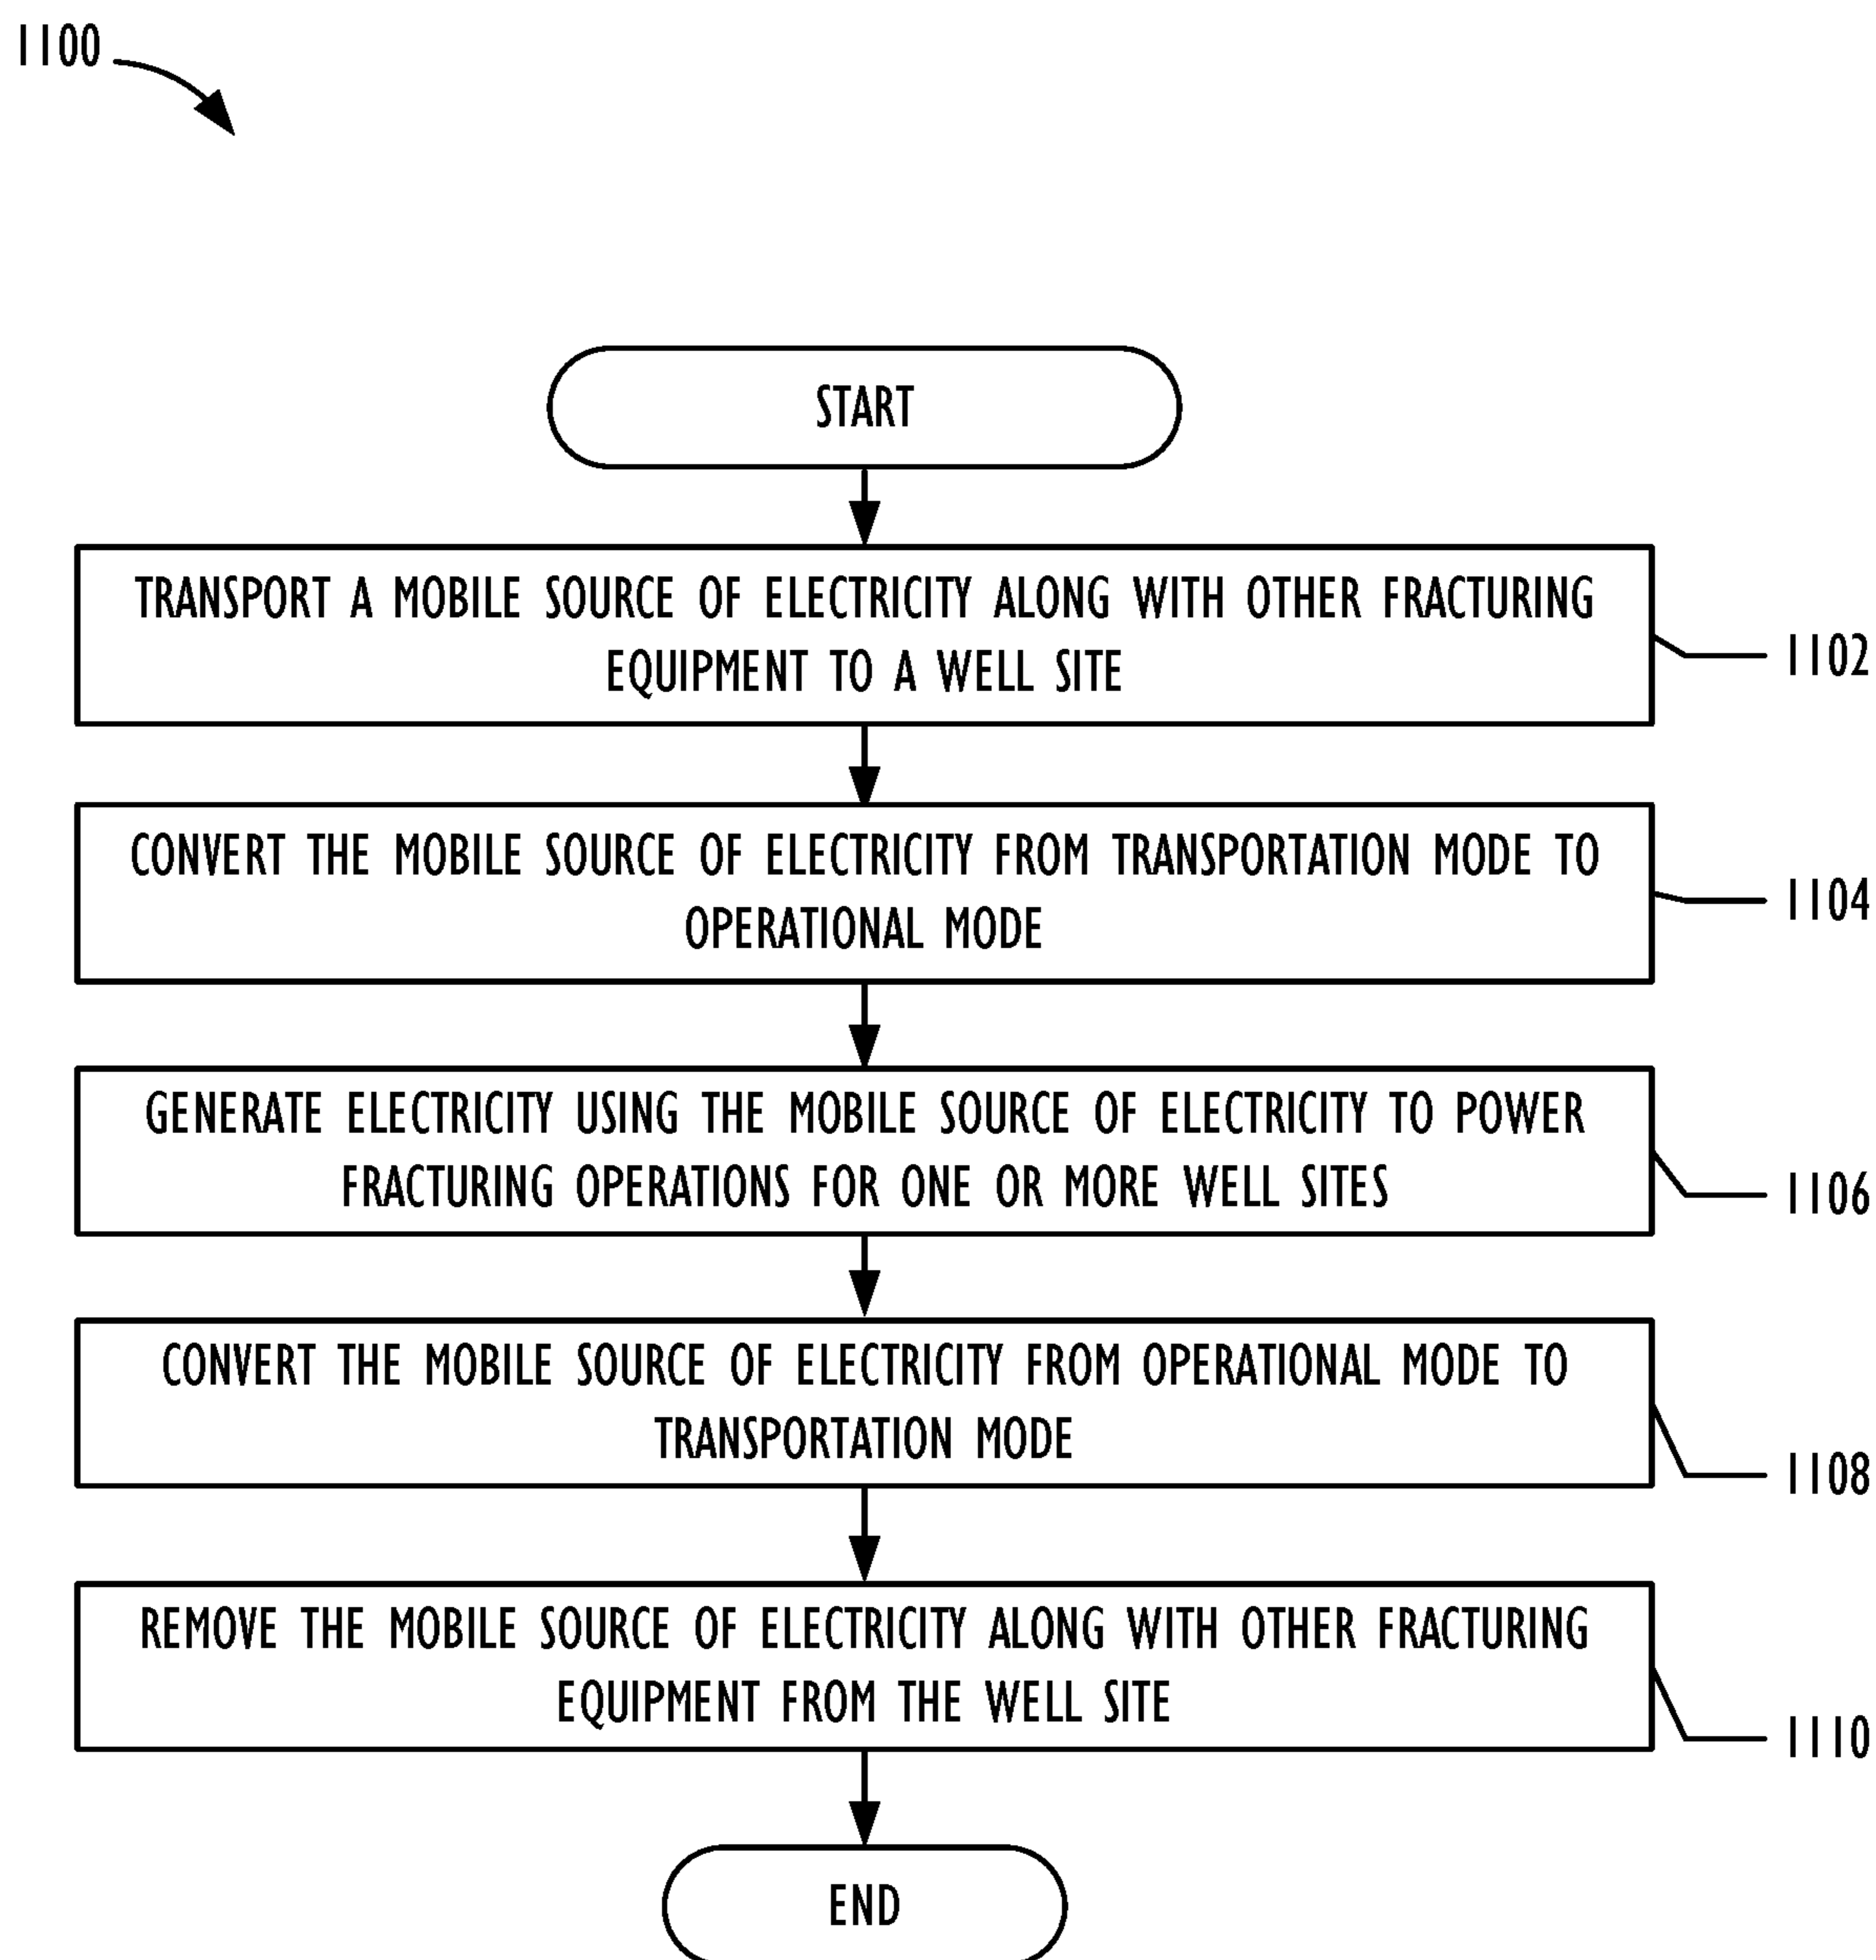 1100
START
TRANSPORT A MOBILE SOURCE OF ELECTRICITY ALONG WITH OTHER FRACTURING
EQUIPMENT TO A WELL SITE
1102
CONVERT THE MOBILE SOURCE OF ELECTRICITY FROM TRANSPORTATION MODE TO
OPERATIONAL MODE
1104
GENERATE ELECTRICITY USING THE MOBILE SOURCE OF ELECTRICITY TO POWER
FRACTURING OPERATIONS FOR ONE OR MORE WELL SITES
1106
CONVERT THE MOBILE SOURCE OF ELECTRICITY FROM OPERATIONAL MODE TO
TRANSPORTATION MODE
1108
REMOVE THE MOBILE SOURCE OF ELECTRICITY ALONG WITH OTHER FRACTURING
EQUIPMENT FROM THE WELL SITE
1110
END